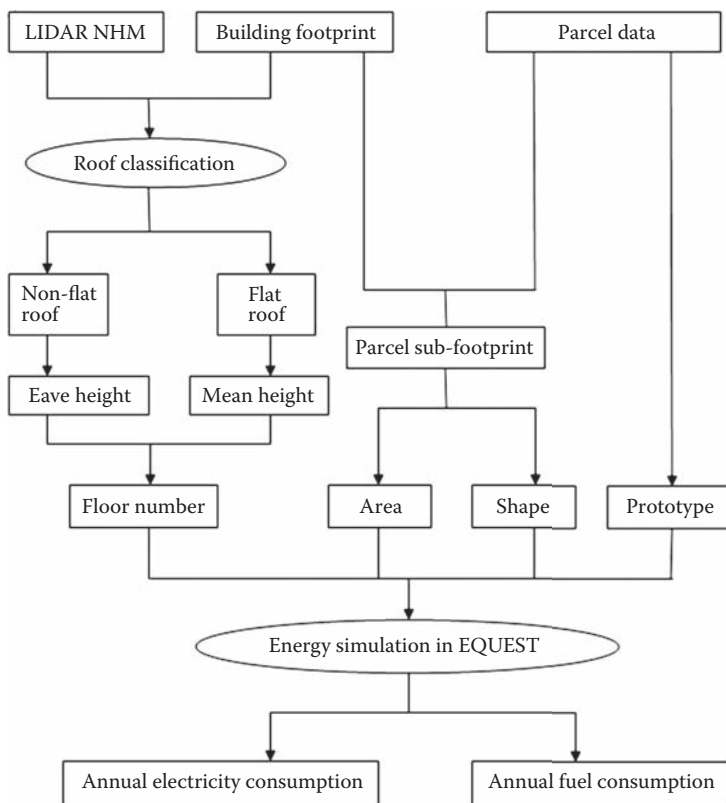 LIDAR NHM
Building footprint
Parcel data
Roof classification
Non-flat
roof
Flat
roof
Parcel sub-footprint
Eave height
Mean height
Floor number
Area
Shape
Prototype
Energy simulation in EQUEST
Annual electricity consumption
Annual fuel consumption